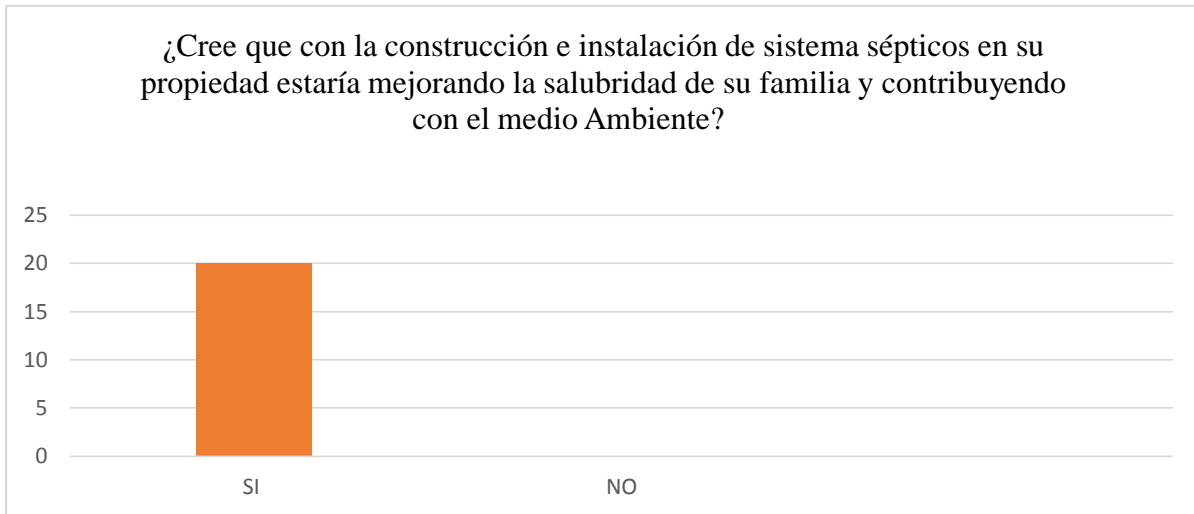 ¿Cree que con la construcción e instalación de sistema sépticos en su
propiedad estaría mejorando la salubridad de su familia y contribuyendo
con el medio Ambiente?
25
20
15
10
5
0
SI NO